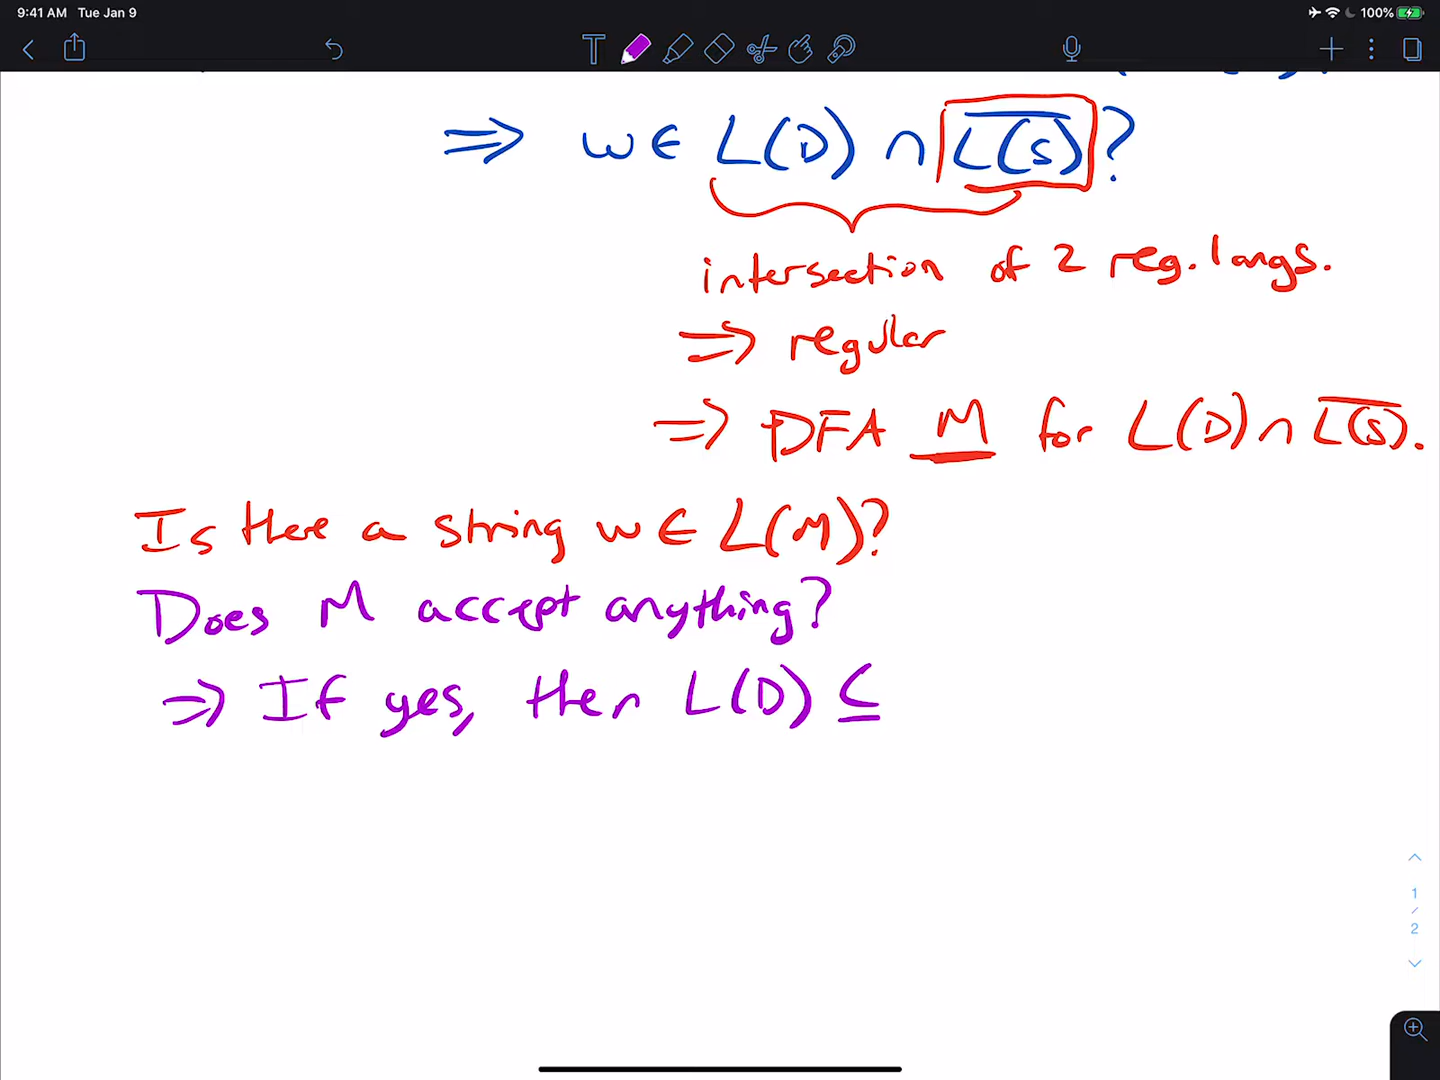 9:41 AM Tue Jan 9
100%
T
⇒ w ∈ L(D) ∩ L̅(̅S̅)̅ ?
intersection of 2 reg. langs.
⇒ regular
⇒ DFA M for L(D) ∩ L̅(̅S̅)̅.
Is there a string w ∈ L(M)?
Does M accept anything?
⇒ If yes, then L(D) ⊆
1
/
2